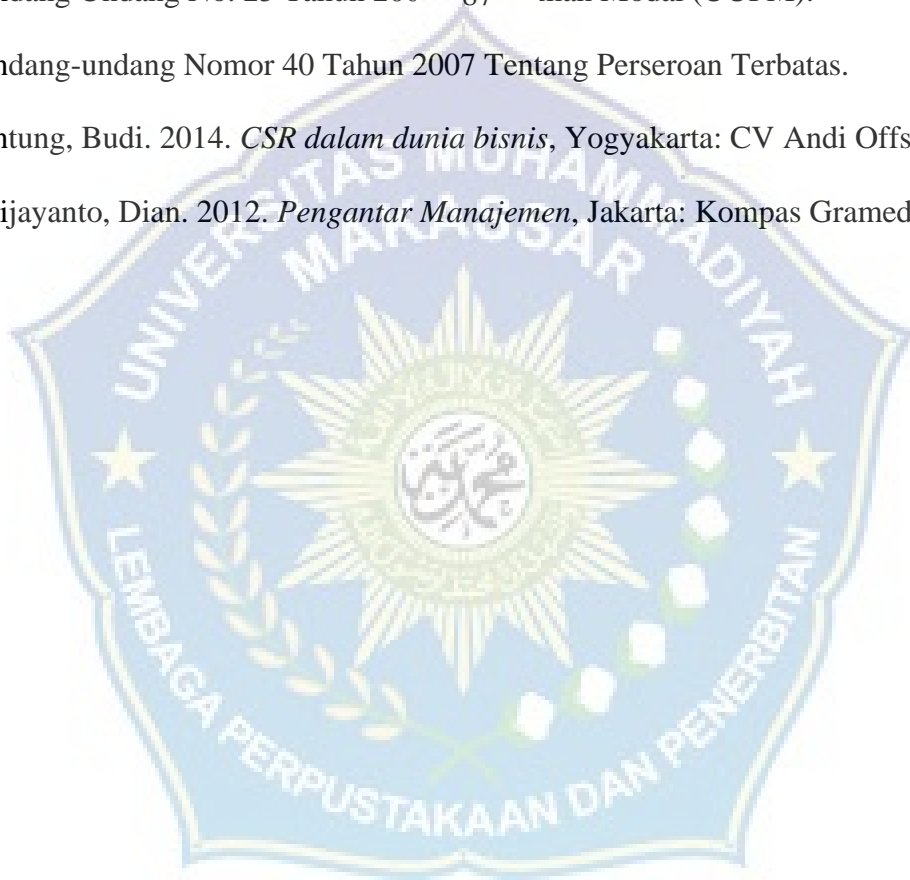 ndang-undang Nomor 40 Tahun 2007 Tentang Perseroan Terbatas.
ntung, Budi. 2014. CSR dalam dunia bisnis, Yogyakarta: CV Andi Offs
ijayanto, Dian. 2012. Pengantar Manajemen, Jakarta: Kompas Gramed
UNIVERSITAS MUHAMMADIYAH
MAKASSAR
LEMBAGA PERPUSTAKAAN DAN PENERBITAN